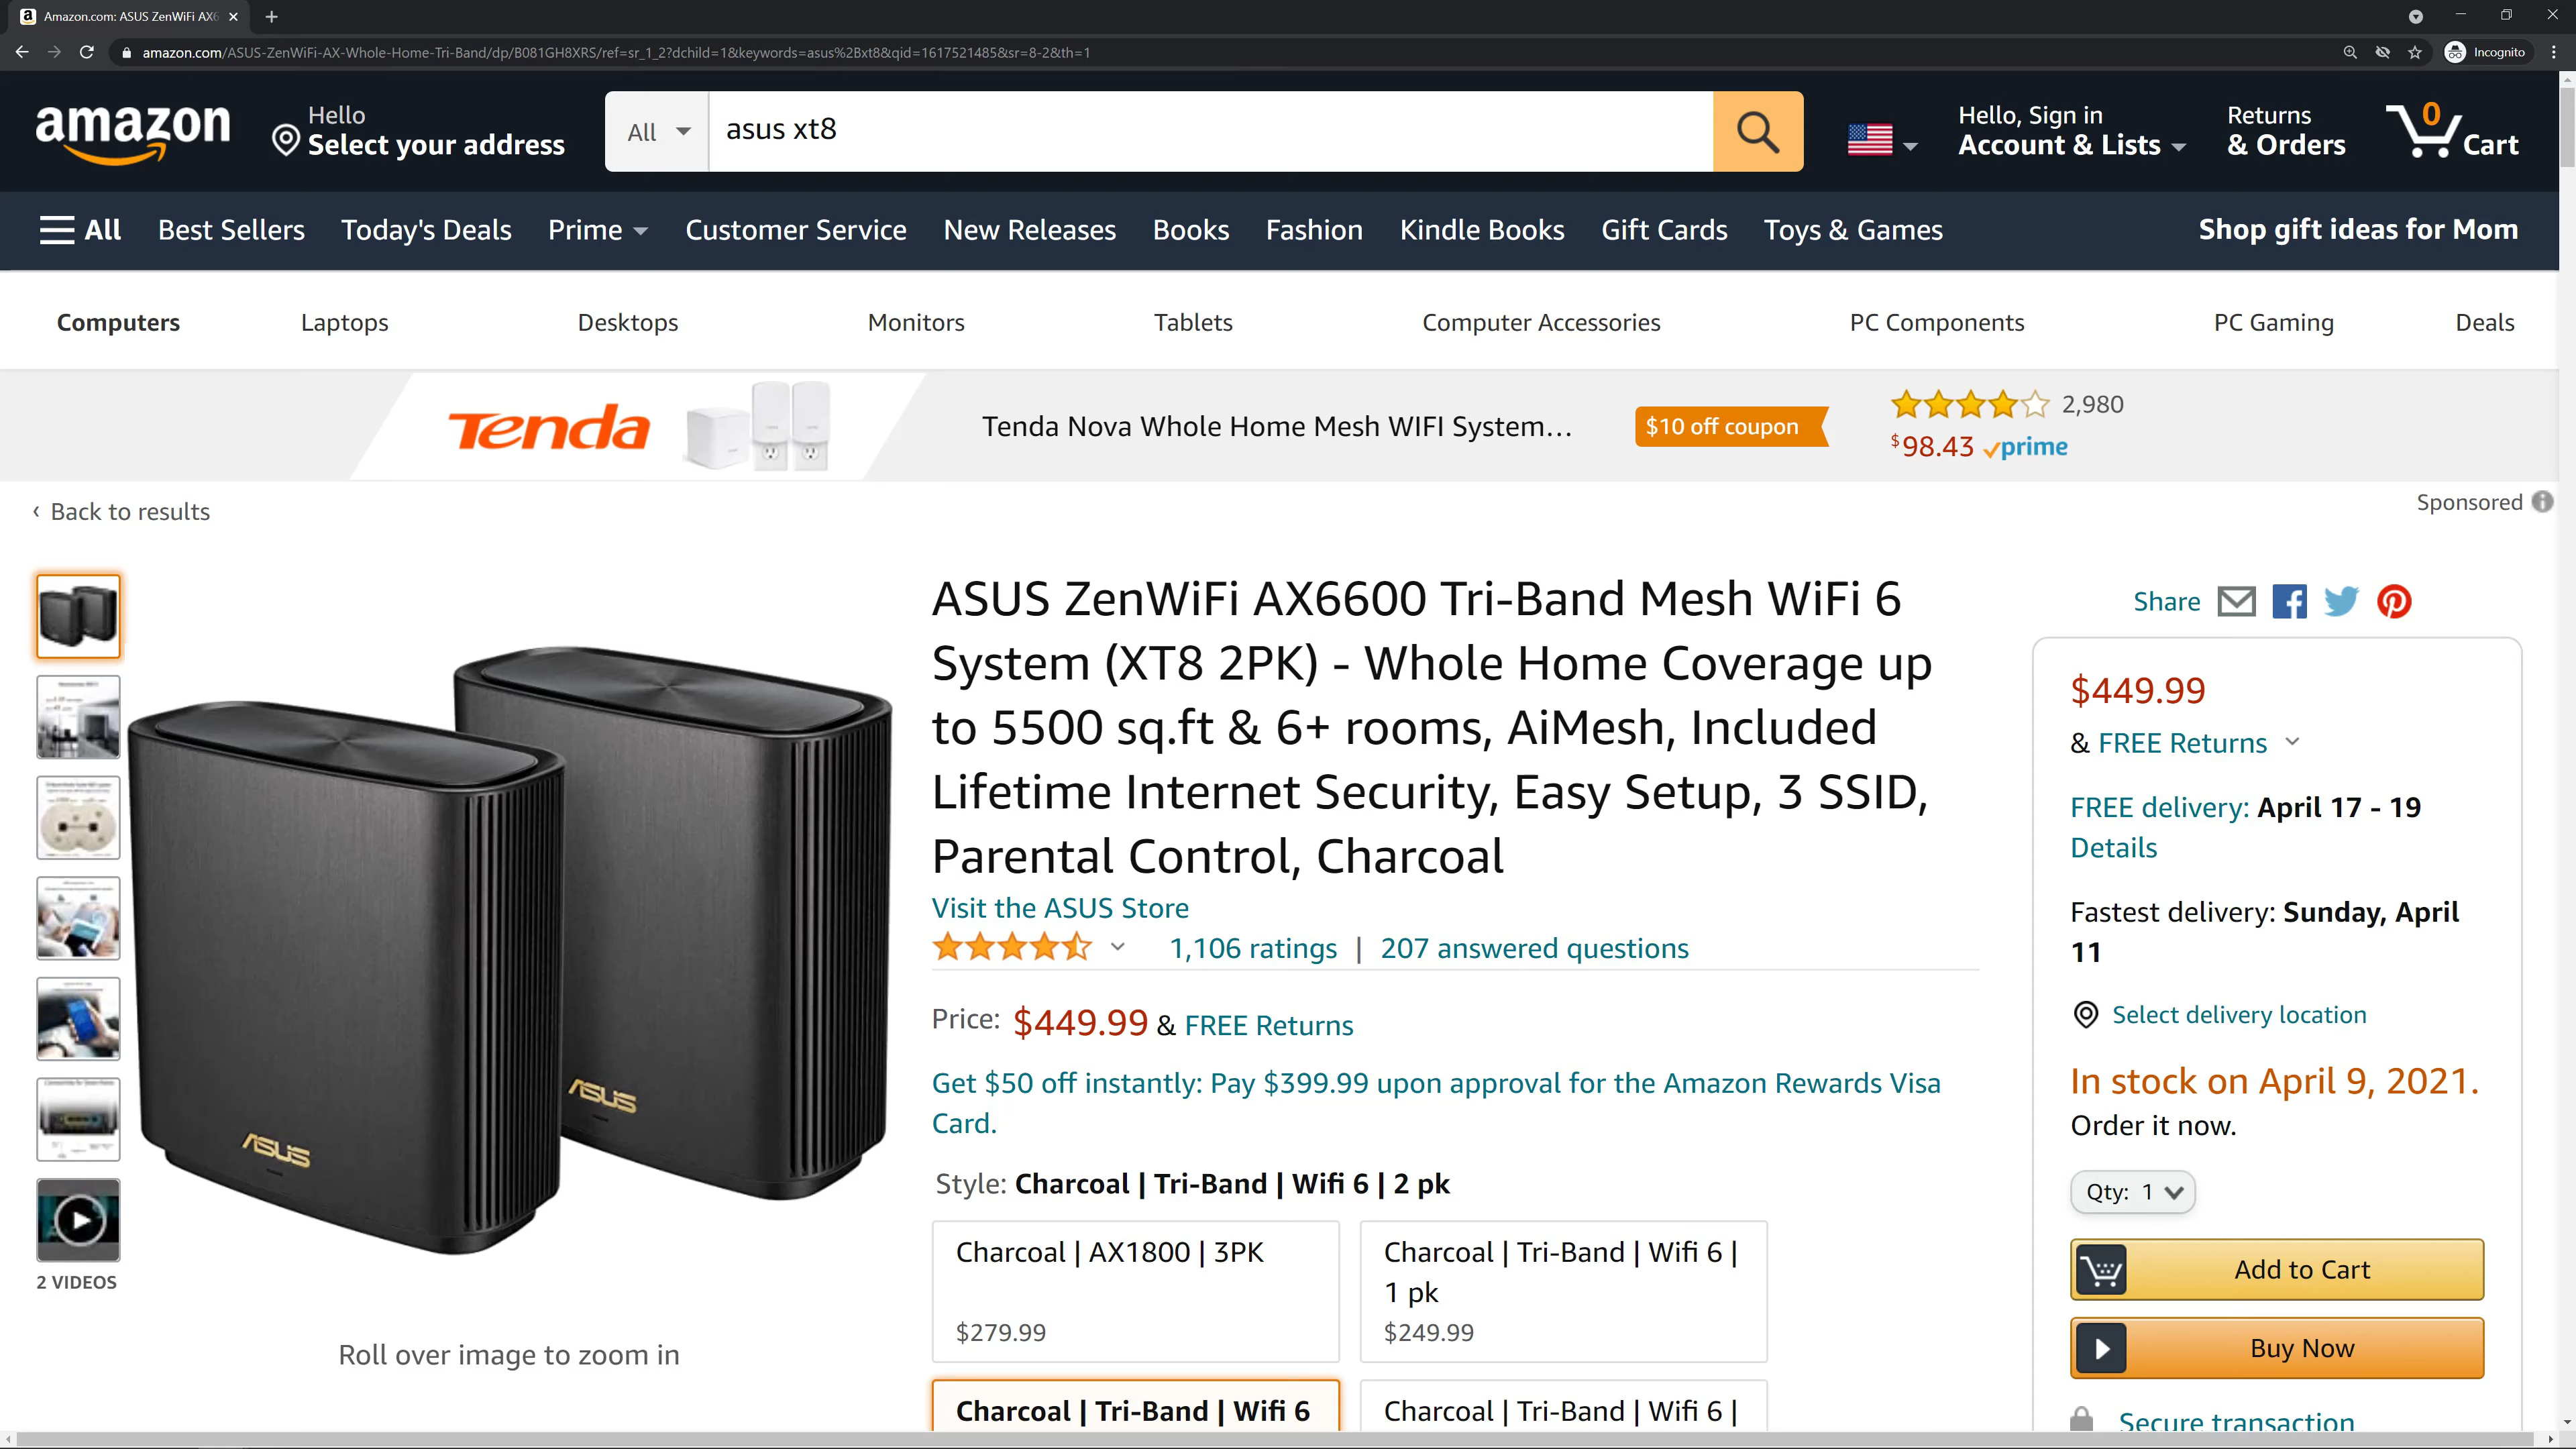 Amazon.com: ASUS ZenWiFi AX6
amazon.com/ASUS-ZenWiFi-AX-Whole-Home-Tri-Band/dp/B081GH8XRS/ref=sr_1_2?dchild=1&keywords=asus%2Bxt8&qid=1617521485&sr=8-2&th=1
Incognito
amazon
Hello
Select your address
All
asus xt8
Hello, Sign in
Account & Lists
Returns
& Orders
0
Cart
All Best Sellers Today's Deals Prime Customer Service New Releases Books Fashion Kindle Books Gift Cards Toys & Games Shop gift ideas for Mom
Computers Laptops Desktops Monitors Tablets Computer Accessories PC Components PC Gaming Deals
Tenda
Tenda Nova Whole Home Mesh WIFI System...
$10 off coupon
2,980
$98.43 prime
‹ Back to results
Sponsored
ASUS
ASUS
2 VIDEOS
Roll over image to zoom in
ASUS ZenWiFi AX6600 Tri-Band Mesh WiFi 6
System (XT8 2PK) - Whole Home Coverage up
to 5500 sq.ft & 6+ rooms, AiMesh, Included
Lifetime Internet Security, Easy Setup, 3 SSID,
Parental Control, Charcoal
Visit the ASUS Store
1,106 ratings | 207 answered questions
Price: $449.99 & FREE Returns
Get $50 off instantly: Pay $399.99 upon approval for the Amazon Rewards Visa
Card.
Style: Charcoal | Tri-Band | Wifi 6 | 2 pk
Charcoal | AX1800 | 3PK
$279.99
Charcoal | Tri-Band | Wifi 6 |
1 pk
$249.99
Charcoal | Tri-Band | Wifi 6
Charcoal | Tri-Band | Wifi 6 |
Share
$449.99
& FREE Returns
FREE delivery: April 17 - 19
Details
Fastest delivery: Sunday, April
11
Select delivery location
In stock on April 9, 2021.
Order it now.
Qty: 1
Add to Cart
Buy Now
Secure transaction